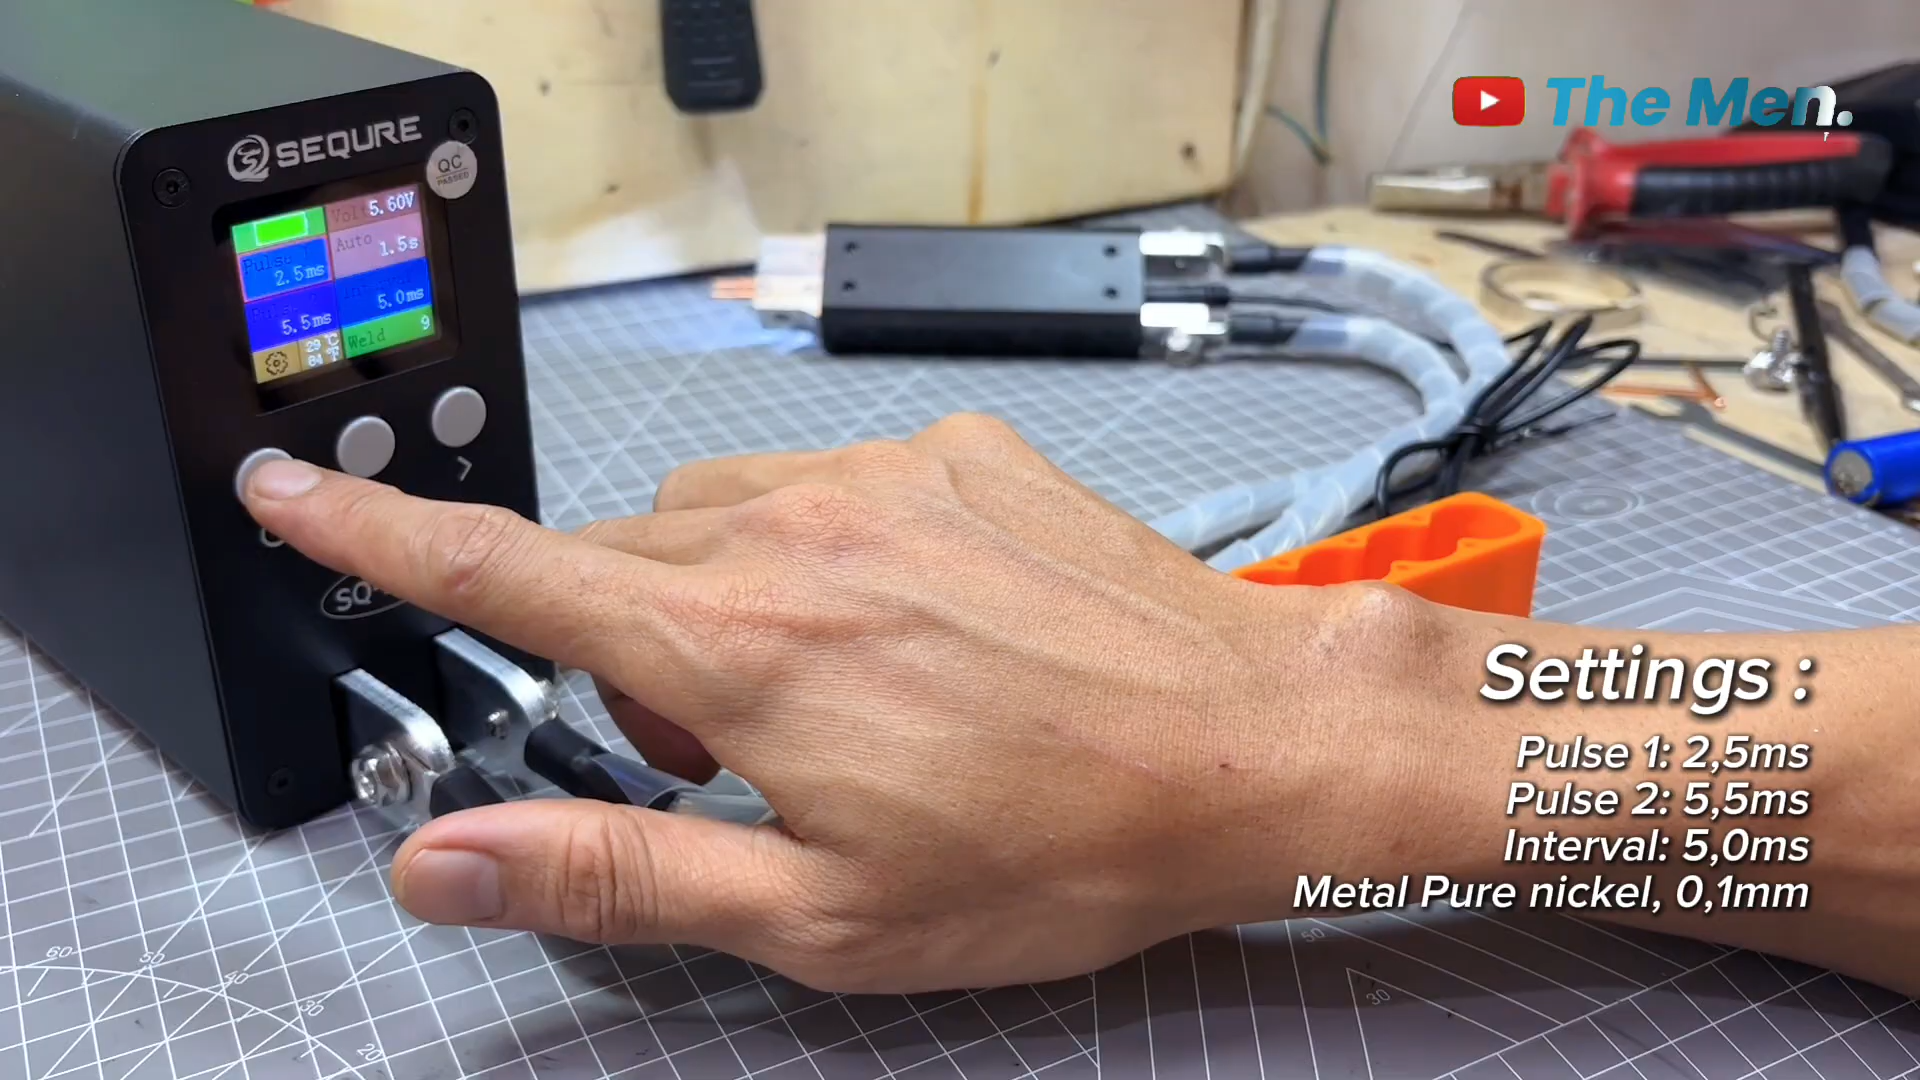 The Men.
SEQURE
QC
PASSED
Volt 5.60V
Pulse 1
2.5ms
Auto
1.5s
5.5ms
5.0ms
29 °C
84 °F
Weld 9
>
SQ
Settings :
Pulse 1: 2,5ms
Pulse 2: 5,5ms
Interval: 5,0ms
Metal Pure nickel, 0,1mm
60
50
40
30
20
50
30